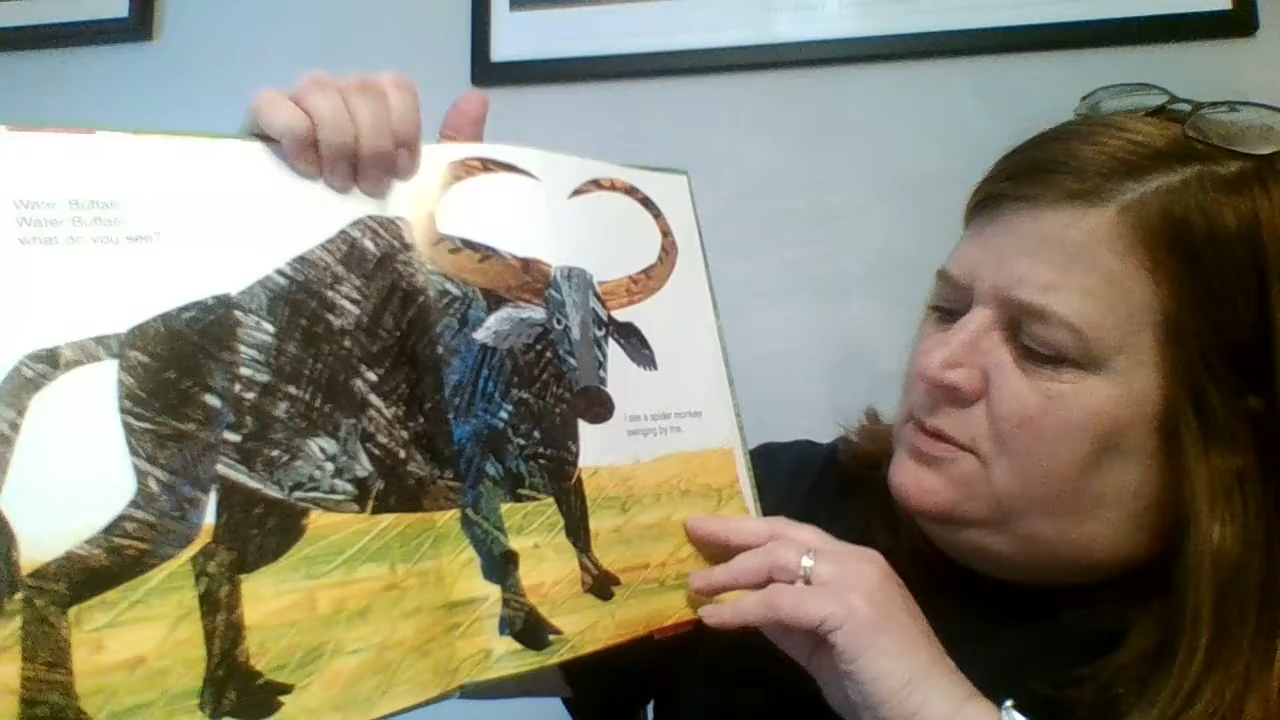 Water Buffalo,
Water Buffalo,
what do you see?
I see a spider monkey
swinging by me.